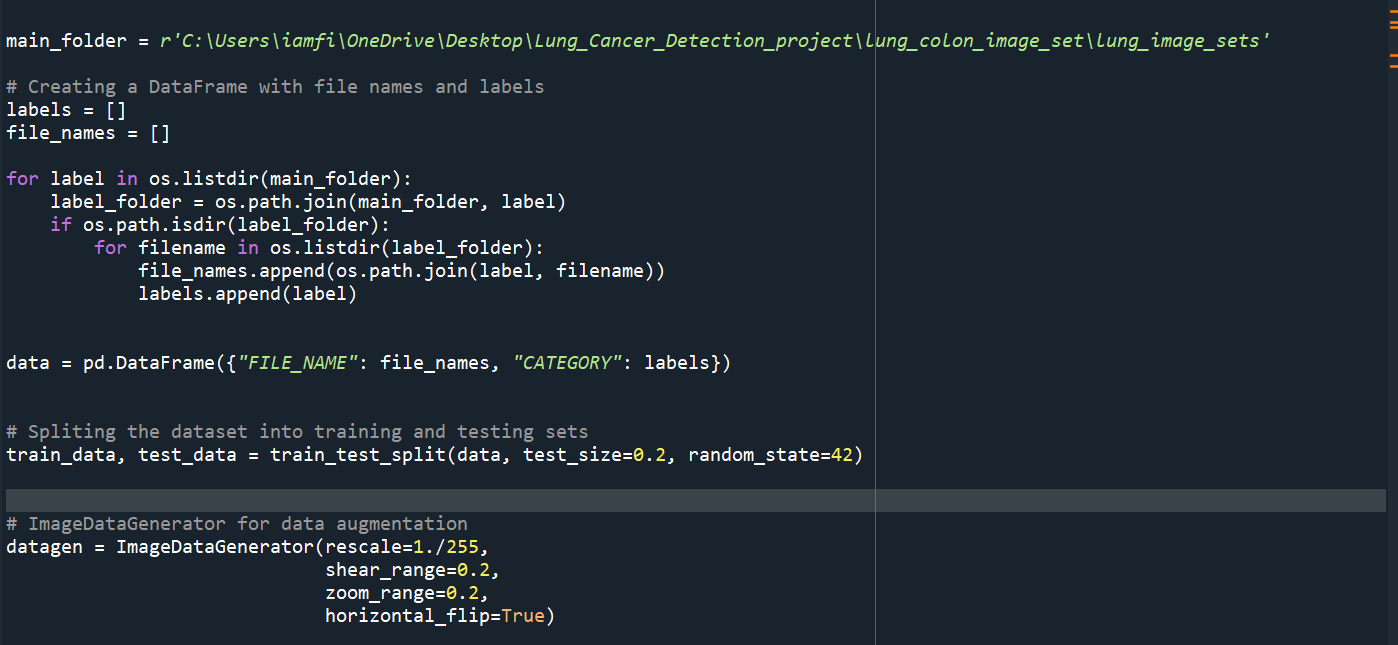 main_folder = r'C:\Users\iamfi\OneDrive\Desktop\Lung_Cancer_Detection_project\lung_colon_image_set\lung_image_sets'
# Creating a DataFrame with file names and labels
labels = []
file_names = []
for label in os.listdir(main_folder):
    label_folder = os.path.join(main_folder, label)
    if os.path.isdir(label_folder):
        for filename in os.listdir(label_folder):
            file_names.append(os.path.join(label, filename))
            labels.append(label)
data = pd.DataFrame({"FILE_NAME": file_names, "CATEGORY": labels})
# Spliting the dataset into training and testing sets
train_data, test_data = train_test_split(data, test_size=0.2, random_state=42)
# ImageDataGenerator for data augmentation
datagen = ImageDataGenerator(rescale=1./255,
                             shear_range=0.2,
                             zoom_range=0.2,
                             horizontal_flip=True)